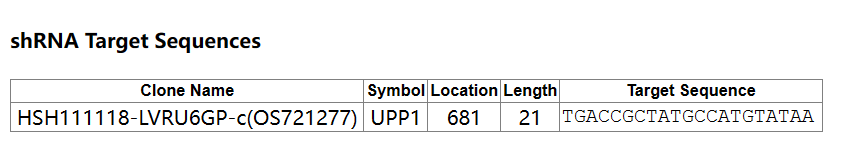 shRNA Target Sequences
Clone Name Symbol Location Length Target Sequence
HSH111118-LVRU6GP-c(OS721277) UPP1 681 21 TGACCGCTATGCCATGTATAA